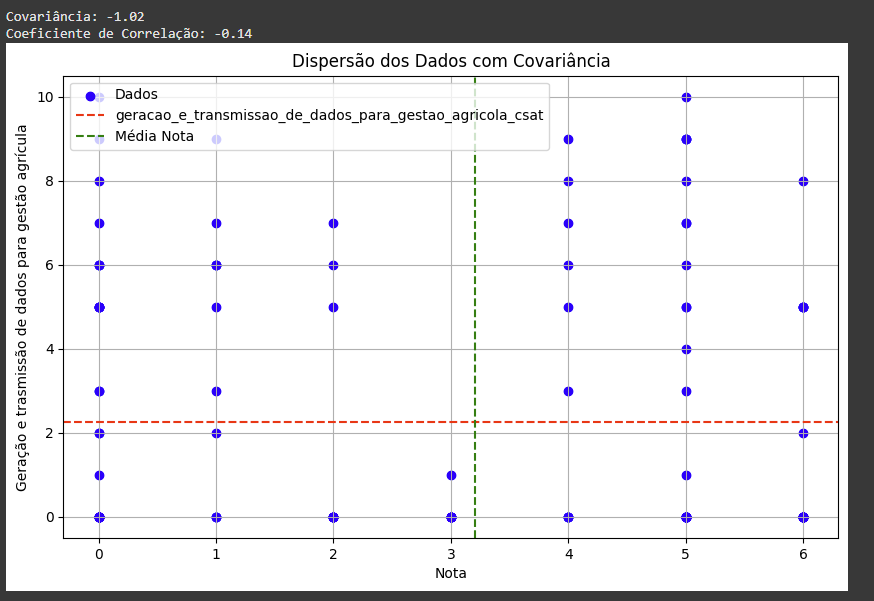 Covariância: -1.02
Coeficiente de Correlação: -0.14
Dispersão dos Dados com Covariância
Dados
geracao_e_transmissao_de_dados_para_gestao_agricola_csat
Média Nota
Geração e trasmissão de dados para gestão agrícula
10
8
6
4
2
0
0 1 2 3 4 5 6
Nota